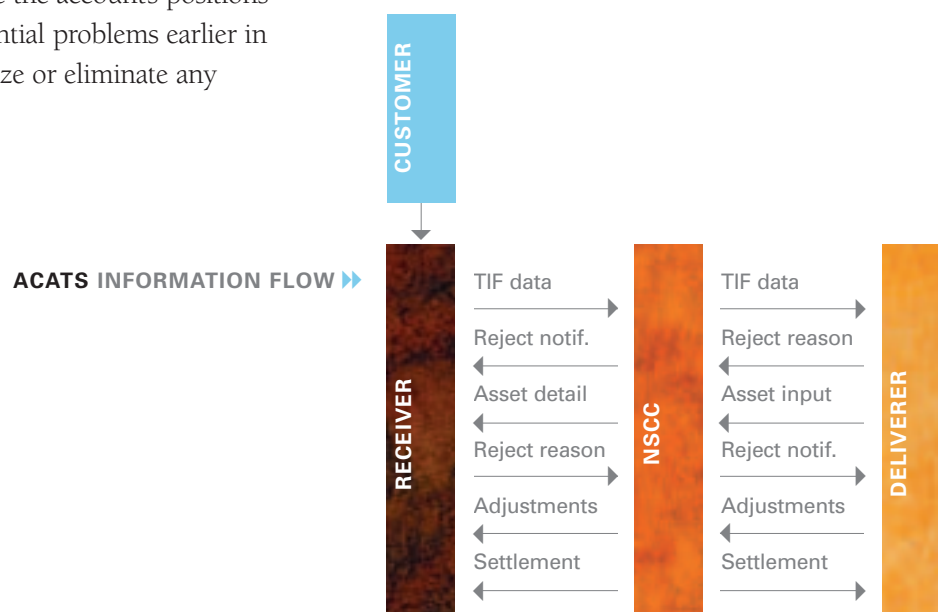 e the account's positions
ntial problems earlier in
ze or eliminate any
CUSTOMER
ACATS INFORMATION FLOW
RECEIVER
TIF data
Reject notif.
Asset detail
Reject reason
Adjustments
Settlement
NSCC
TIF data
Reject reason
Asset input
Reject notif.
Adjustments
Settlement
DELIVERER